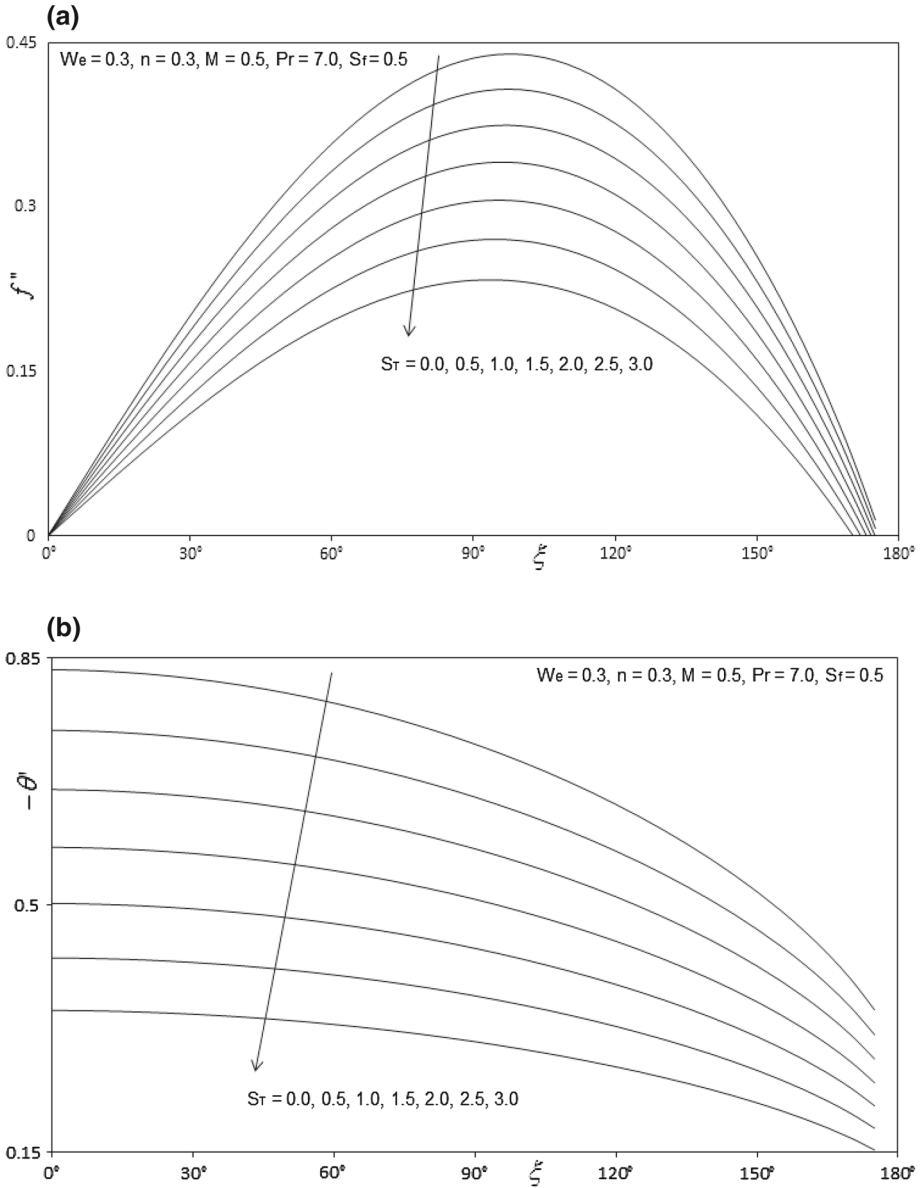 (a)
0.45
We = 0.3, n = 0.3, M = 0.5, Pr = 7.0, Sf = 0.5
0.3
f''
0.15
ST = 0.0, 0.5, 1.0, 1.5, 2.0, 2.5, 3.0
0
0° 30° 60° 90° ξ 120° 150° 180°
(b)
0.85
We = 0.3, n = 0.3, M = 0.5, Pr = 7.0, Sf = 0.5
−θ'
0.5
ST = 0.0, 0.5, 1.0, 1.5, 2.0, 2.5, 3.0
0.15
0° 30° 60° 90° ξ 120° 150° 180°